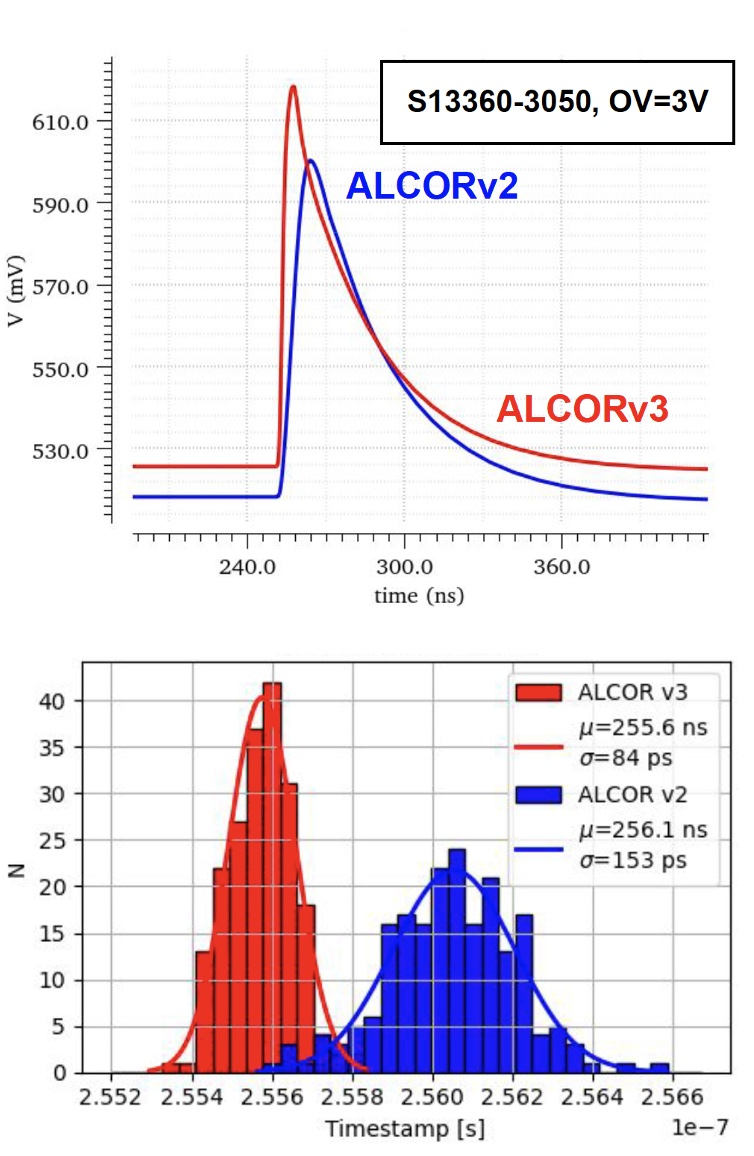 S13360-3050, OV=3V
610.0
ALCORv2
590.0
570.0
V (mV)
550.0
ALCORv3
530.0
240.0 300.0 360.0
time (ns)
40
35
30
25
20
15
10
5
0
N
ALCOR v3
μ=255.6 ns
σ=84 ps
ALCOR v2
μ=256.1 ns
σ=153 ps
2.552 2.554 2.556 2.558 2.560 2.562 2.564 2.566
Timestamp [s]
1e−7